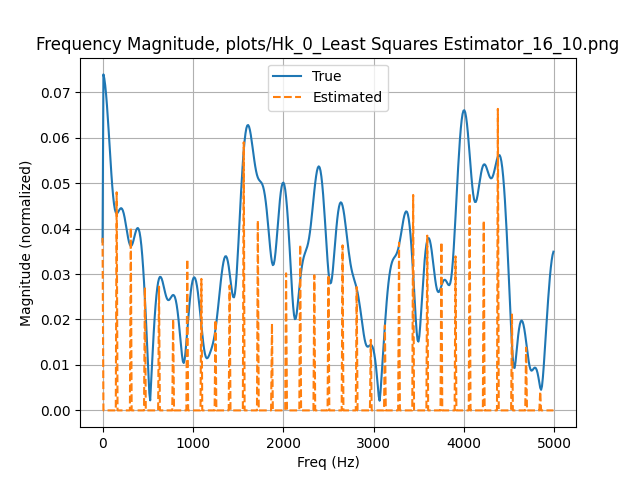 Frequency Magnitude, plots/Hk_0_Least Squares Estimator_16_10.png
True
Estimated
Magnitude (normalized)
0.07
0.06
0.05
0.04
0.03
0.02
0.01
0.00
0 1000 2000 3000 4000 5000
Freq (Hz)